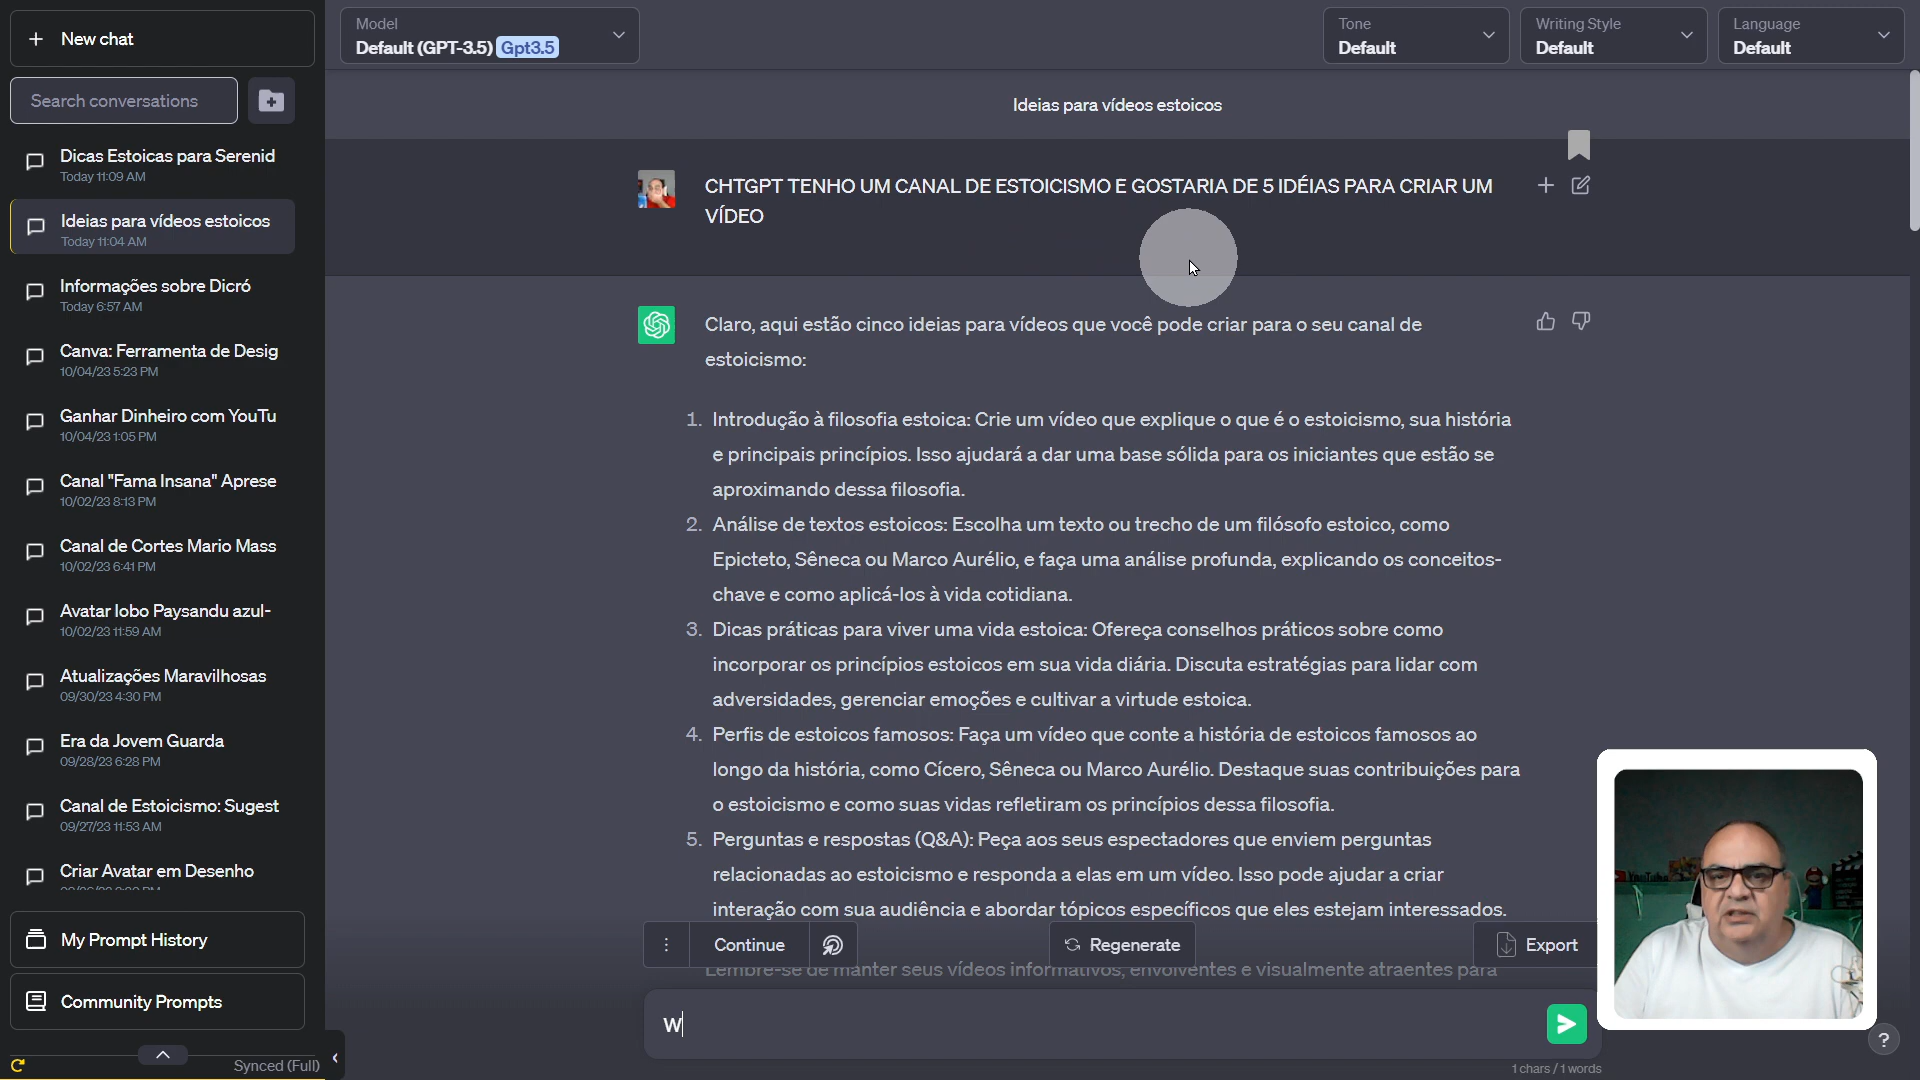 New chat
Search conversations
Dicas Estoicas para Serenid
Today 11:09 AM
Ideias para vídeos estoicos
Today 11:04 AM
Informações sobre Dicró
Today 6:57 AM
Canva: Ferramenta de Desig
10/04/23 5:23 PM
Ganhar Dinheiro com YouTu
10/04/23 1:05 PM
Canal "Fama Insana" Aprese
10/02/23 8:13 PM
Canal de Cortes Mario Mass
10/02/23 6:41 PM
Avatar lobo Paysandu azul-
10/02/23 11:59 AM
Atualizações Maravilhosas
09/30/23 4:30 PM
Era da Jovem Guarda
09/28/23 6:28 PM
Canal de Estoicismo: Sugest
09/27/23 11:53 AM
Criar Avatar em Desenho
My Prompt History
Community Prompts
Synced (Full)
Model
Default (GPT-3.5) Gpt3.5
Tone
Default
Writing Style
Default
Language
Default
Ideias para vídeos estoicos
CHTGPT TENHO UM CANAL DE ESTOICISMO E GOSTARIA DE 5 IDÉIAS PARA CRIAR UM
VÍDEO
Claro, aqui estão cinco ideias para vídeos que você pode criar para o seu canal de
estoicismo:
1. Introdução à filosofia estoica: Crie um vídeo que explique o que é o estoicismo, sua história
e principais princípios. Isso ajudará a dar uma base sólida para os iniciantes que estão se
aproximando dessa filosofia.
2. Análise de textos estoicos: Escolha um texto ou trecho de um filósofo estoico, como
Epicteto, Sêneca ou Marco Aurélio, e faça uma análise profunda, explicando os conceitos-
chave e como aplicá-los à vida cotidiana.
3. Dicas práticas para viver uma vida estoica: Ofereça conselhos práticos sobre como
incorporar os princípios estoicos em sua vida diária. Discuta estratégias para lidar com
adversidades, gerenciar emoções e cultivar a virtude estoica.
4. Perfis de estoicos famosos: Faça um vídeo que conte a história de estoicos famosos ao
longo da história, como Cícero, Sêneca ou Marco Aurélio. Destaque suas contribuições para
o estoicismo e como suas vidas refletiram os princípios dessa filosofia.
5. Perguntas e respostas (Q&A): Peça aos seus espectadores que enviem perguntas
relacionadas ao estoicismo e responda a elas em um vídeo. Isso pode ajudar a criar
interação com sua audiência e abordar tópicos específicos que eles estejam interessados.
Continue
Regenerate
Export
Lembre-se de manter seus vídeos informativos, envolventes e visualmente atraentes para
W
1 chars / 1 words
?